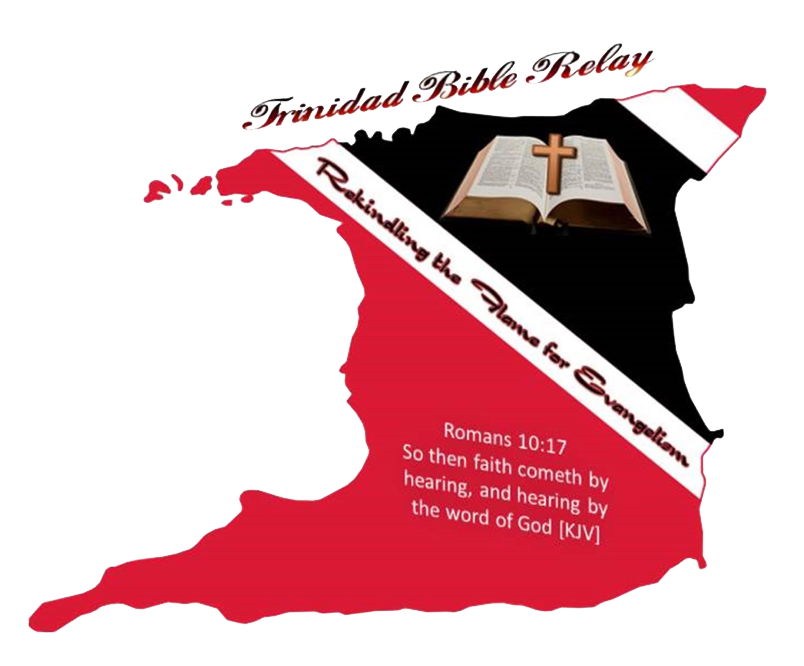 Trinidad Bible Relay
Rekindling the Flame for Evangelism
Romans 10:17
So then faith cometh by
hearing, and hearing by
the word of God [KJV]